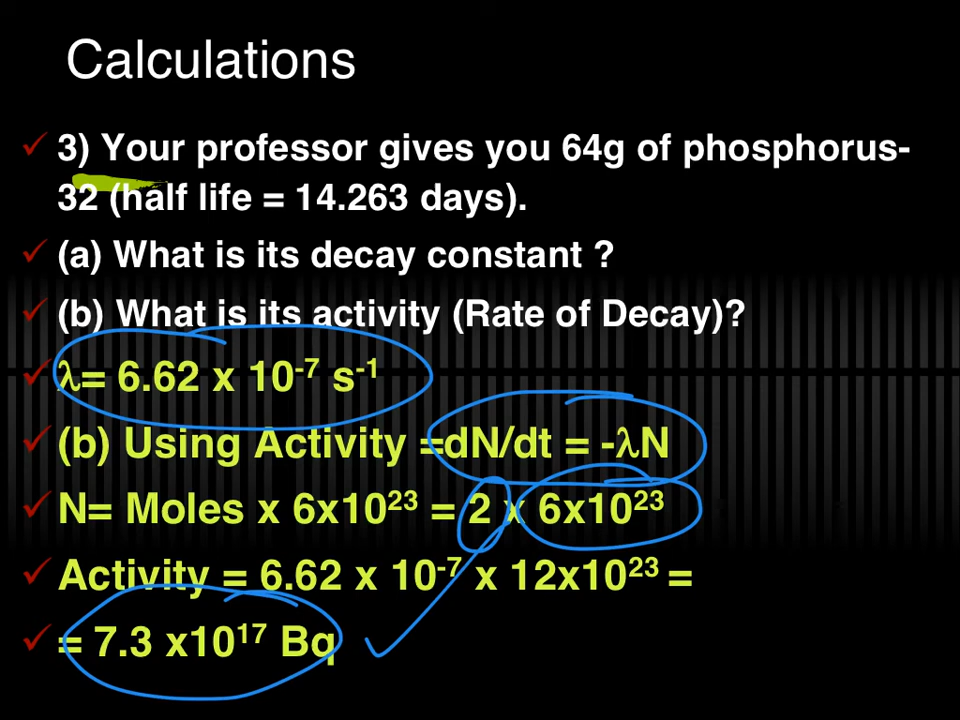 Calculations
3) Your professor gives you 64g of phosphorus-
32 (half life = 14.263 days).
(a) What is its decay constant ?
(b) What is its activity (Rate of Decay)?
λ= 6.62 x 10⁻⁷ s⁻¹
(b) Using Activity =dN/dt = -λN
N= Moles x 6x10²³ = 2 x 6x10²³
Activity = 6.62 x 10⁻⁷ x 12x10²³ =
= 7.3 x10¹⁷ Bq